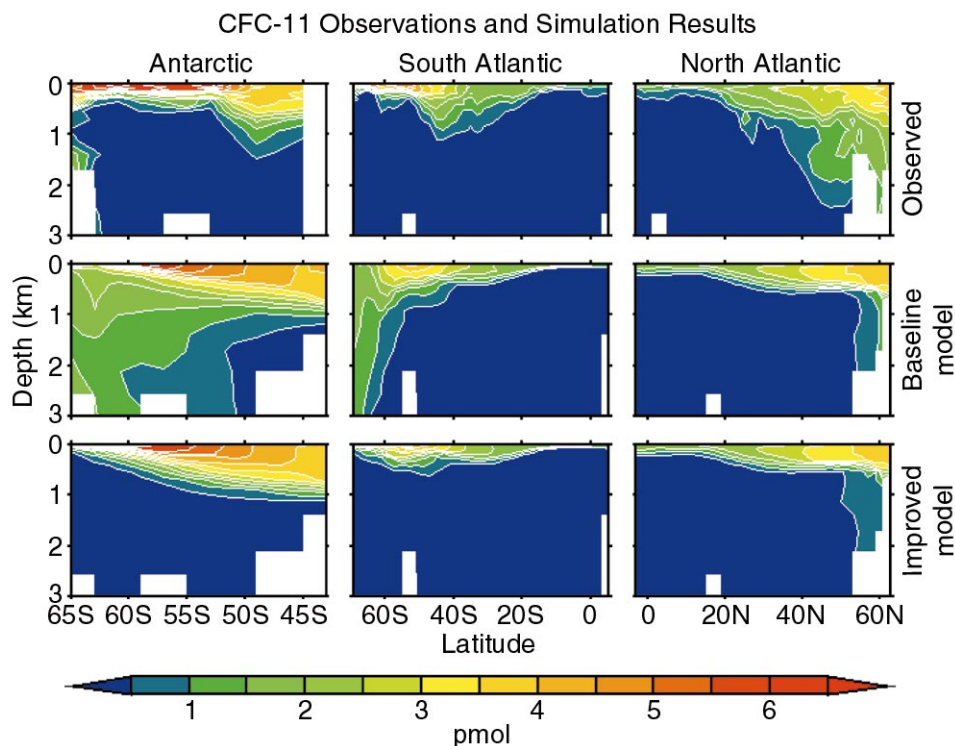 CFC-11 Observations and Simulation Results
Antarctic South Atlantic North Atlantic
0
1
2
3
Observed
0
1
2
3
Baseline
model
Depth (km)
0
1
2
3
Improved
model
65S 60S 55S 50S 45S 60S 40S 20S 0 0 20N 40N 60N
Latitude
1 2 3 4 5 6
pmol